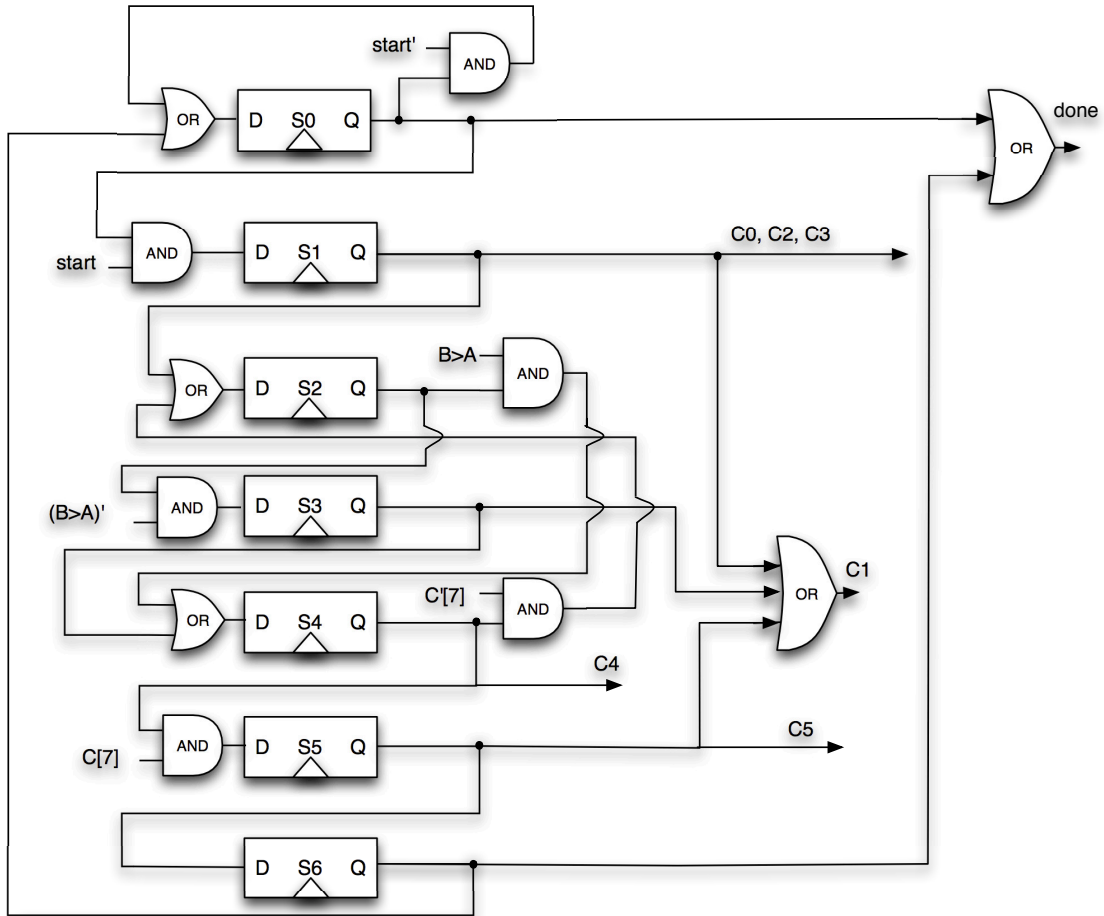 start'
AND
OR
D S0 Q
OR
done
AND
start
D S1 Q
C0, C2, C3
B>A
AND
OR
D S2 Q
(B>A)'
AND
D S3 Q
C'[7]
AND
OR
C1
OR
D S4 Q
C4
C[7]
AND
D S5 Q
C5
D S6 Q